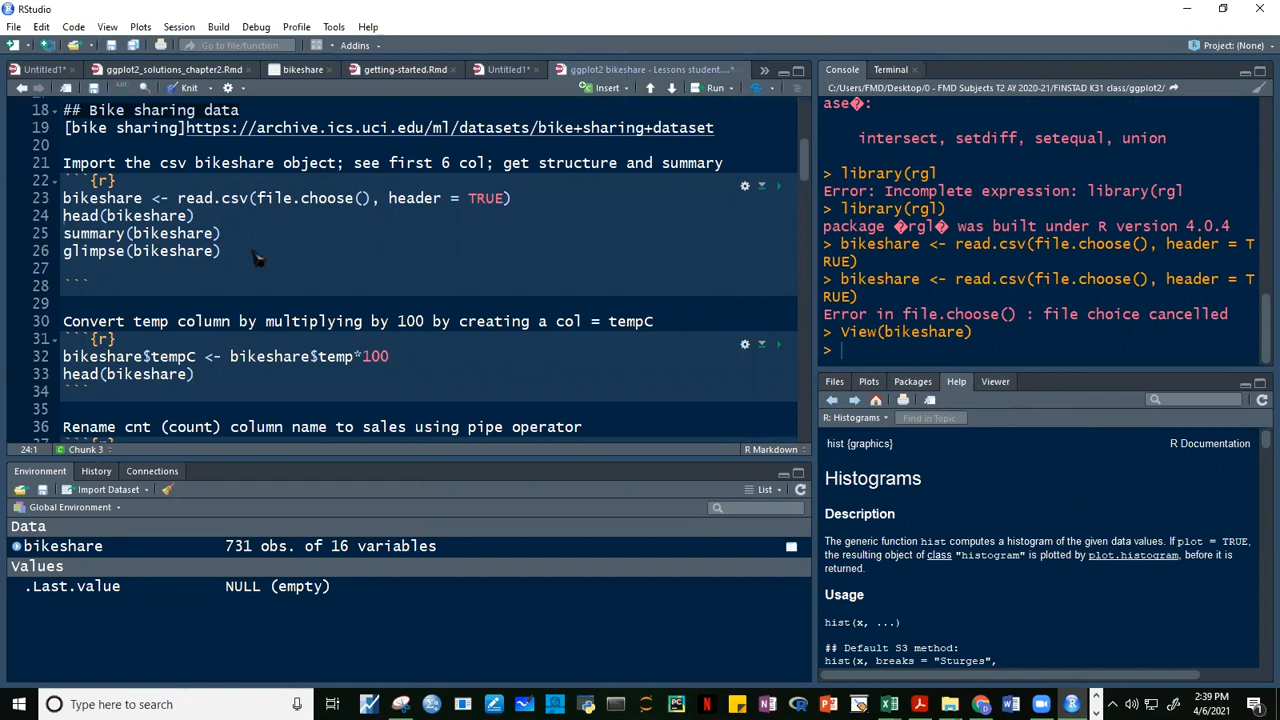 RStudio
File Edit Code View Plots Session Build Debug Profile Tools Help
Go to file/function Addins Project: (None)
Untitled1* ggplot2_solutions_chapter2.Rmd bikeshare getting-started.Rmd Untitled1* ggplot2 bikeshare - Lessons student....*
Knit Insert Run
18 ## Bike sharing data
19 [bike sharing]https://archive.ics.uci.edu/ml/datasets/bike+sharing+dataset
20
21 Import the csv bikeshare object; see first 6 col; get structure and summary
22 ```{r}
23 bikeshare <- read.csv(file.choose(), header = TRUE)
24 head(bikeshare)
25 summary(bikeshare)
26 glimpse(bikeshare)
27
28 ```
29
30 Convert temp column by multiplying by 100 by creating a col = tempC
31 ```{r}
32 bikeshare$tempC <- bikeshare$temp*100
33 head(bikeshare)
34 ```
35
36 Rename cnt (count) column name to sales using pipe operator
24:1 Chunk 3 R Markdown
Environment History Connections
Import Dataset List
Global Environment
Data
bikeshare 731 obs. of 16 variables
Values
.Last.value NULL (empty)
Console Terminal
C:/Users/FMD/Desktop/0 - FMD Subjects T2 AY 2020-21/FINSTAD K31 class/ggplot2/
ase�:
intersect, setdiff, setequal, union
> library(rgl
Error: Incomplete expression: library(rgl
> library(rgl)
package �rgl� was built under R version 4.0.4
> bikeshare <- read.csv(file.choose(), header = T
RUE)
> bikeshare <- read.csv(file.choose(), header = T
RUE)
Error in file.choose() : file choice cancelled
> View(bikeshare)
>
Files Plots Packages Help Viewer
R: Histograms Find in Topic
hist {graphics} R Documentation
Histograms
Description
The generic function hist computes a histogram of the given data values. If plot = TRUE,
the resulting object of class "histogram" is plotted by plot.histogram, before it is
returned.
Usage
hist(x, ...)
## Default S3 method:
hist(x, breaks = "Sturges",
Type here to search
2:39 PM
4/6/2021